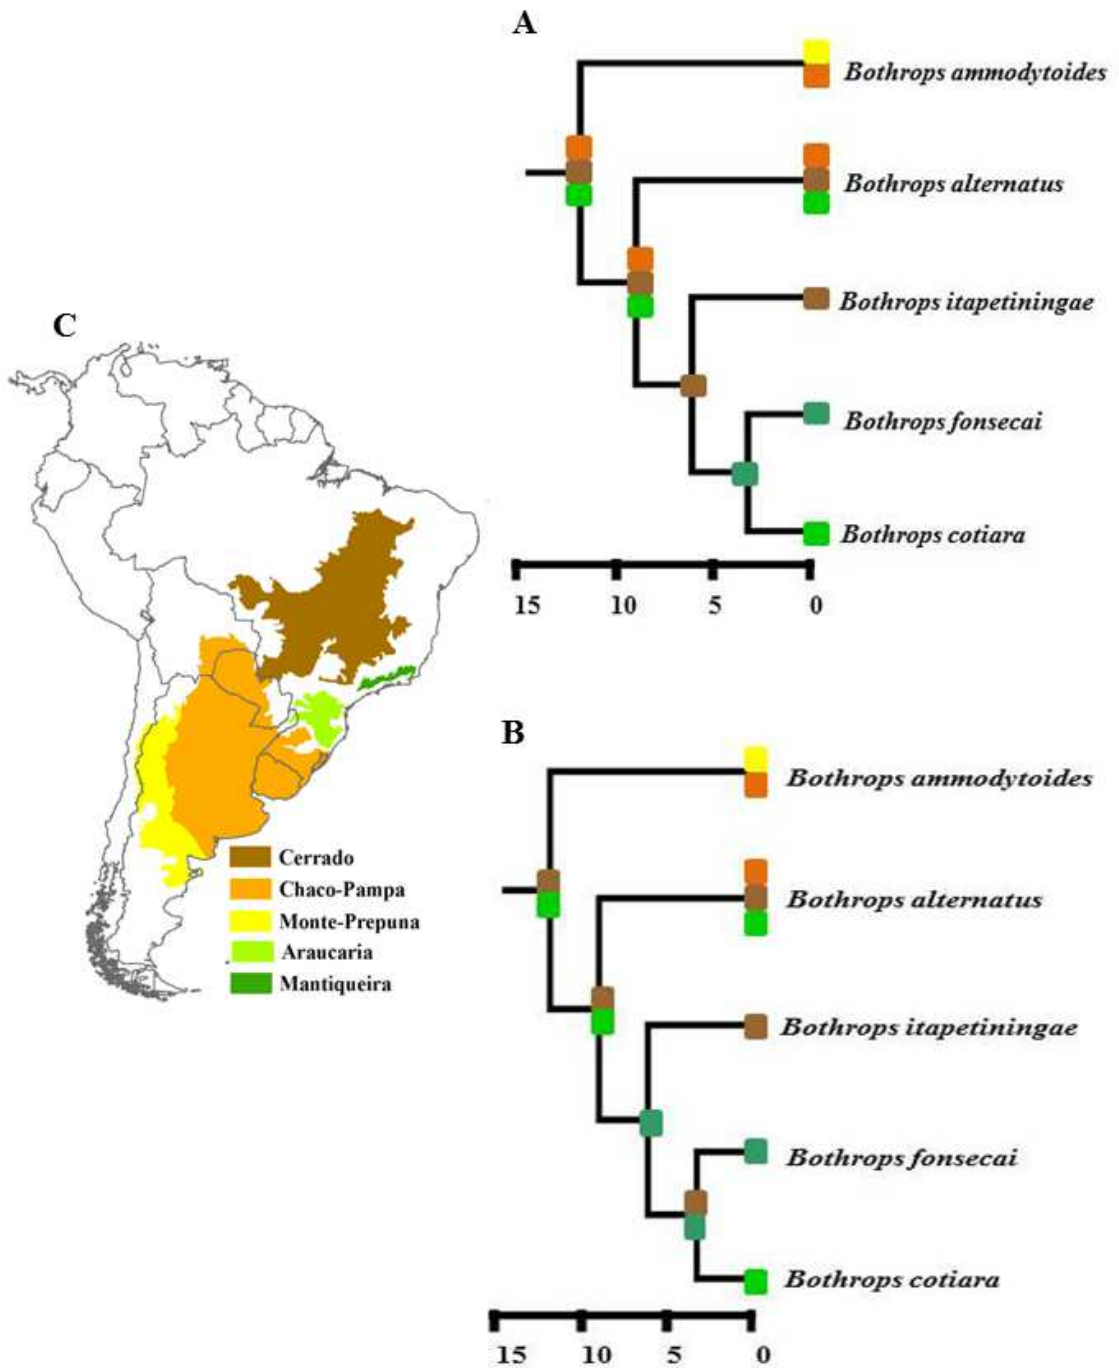 A
Bothrops ammodytoides
Bothrops alternatus
Bothrops itapetiningae
Bothrops fonsecai
Bothrops cotiara
15 10 5 0
C
Cerrado
Chaco-Pampa
Monte-Prepuna
Araucaria
Mantiqueira
B
Bothrops ammodytoides
Bothrops alternatus
Bothrops itapetiningae
Bothrops fonsecai
Bothrops cotiara
15 10 5 0